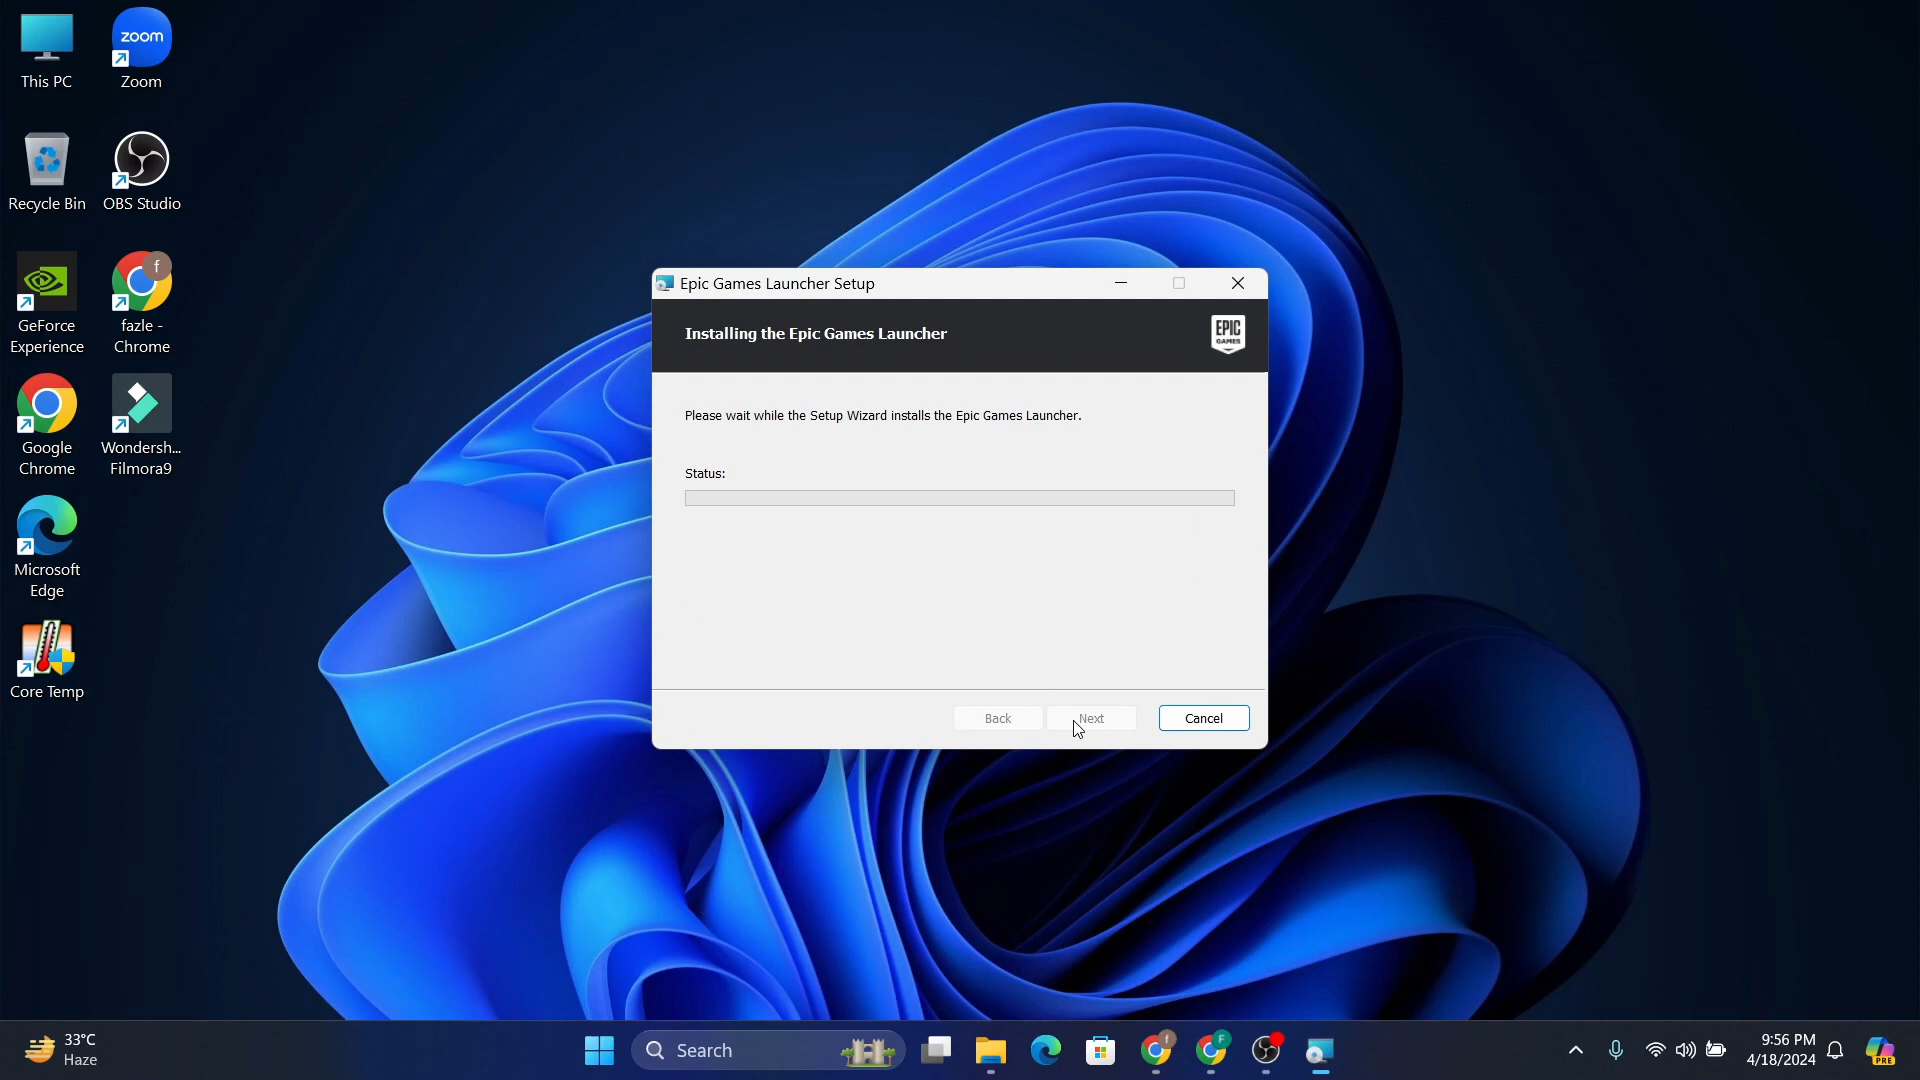 This PC
zoom
Zoom
Recycle Bin
OBS Studio
GeForce
Experience
f
fazle -
Chrome
Google
Chrome
Wondersh...
Filmora9
Microsoft
Edge
Core Temp
Epic Games Launcher Setup
Installing the Epic Games Launcher
EPIC
GAMES
Please wait while the Setup Wizard installs the Epic Games Launcher.
Status:
Back
Next
Cancel
33°C
Haze
Search
f
F
9:56 PM
4/18/2024
PRE